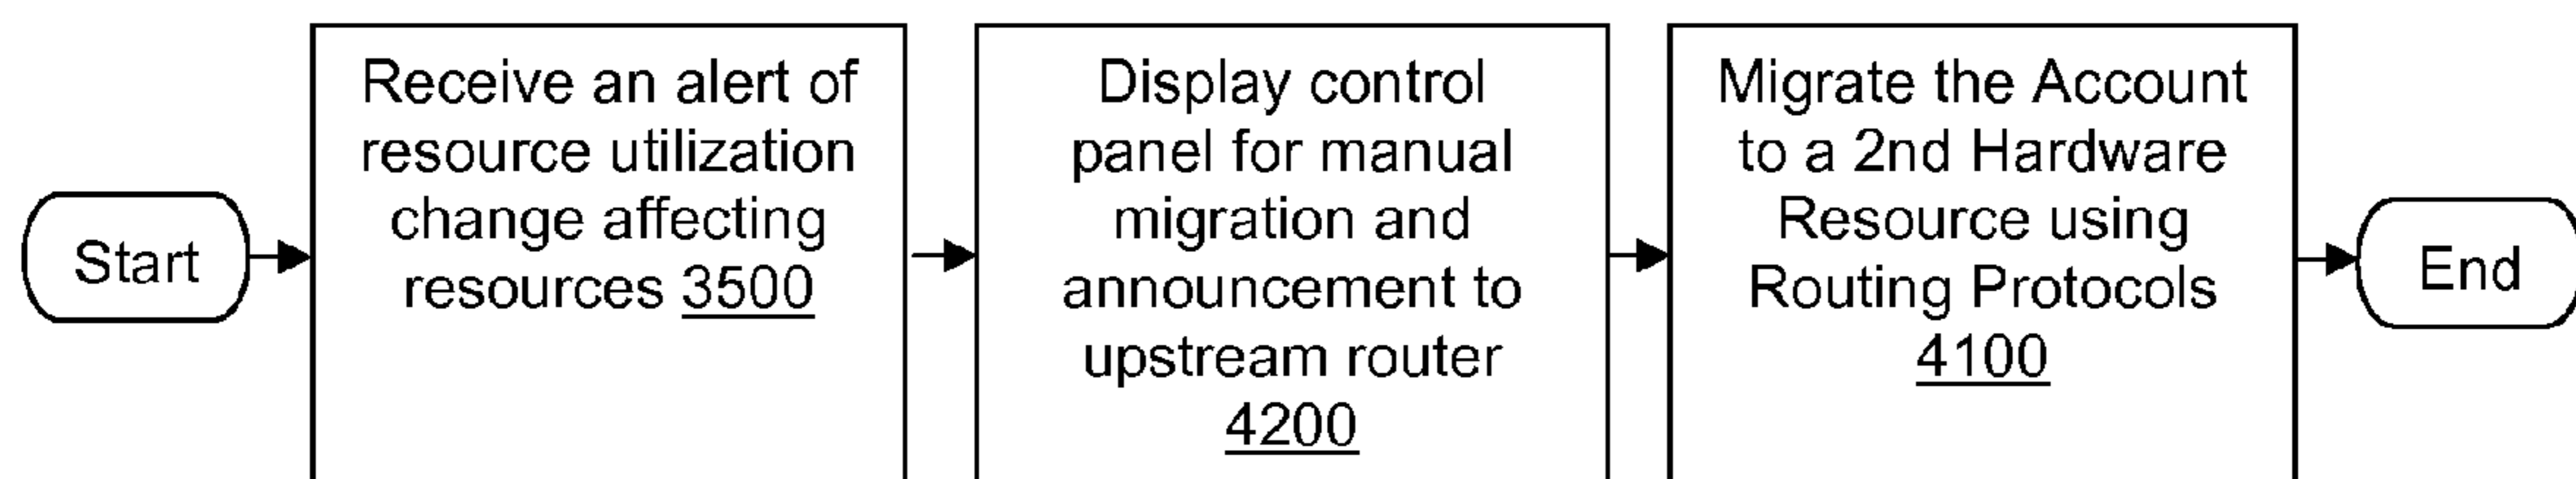 Start
Receive an alert of
resource utilization
change affecting
resources 3500
Display control
panel for manual
migration and
announcement to
upstream router
4200
Migrate the Account
to a 2nd Hardware
Resource using
Routing Protocols
4100
End